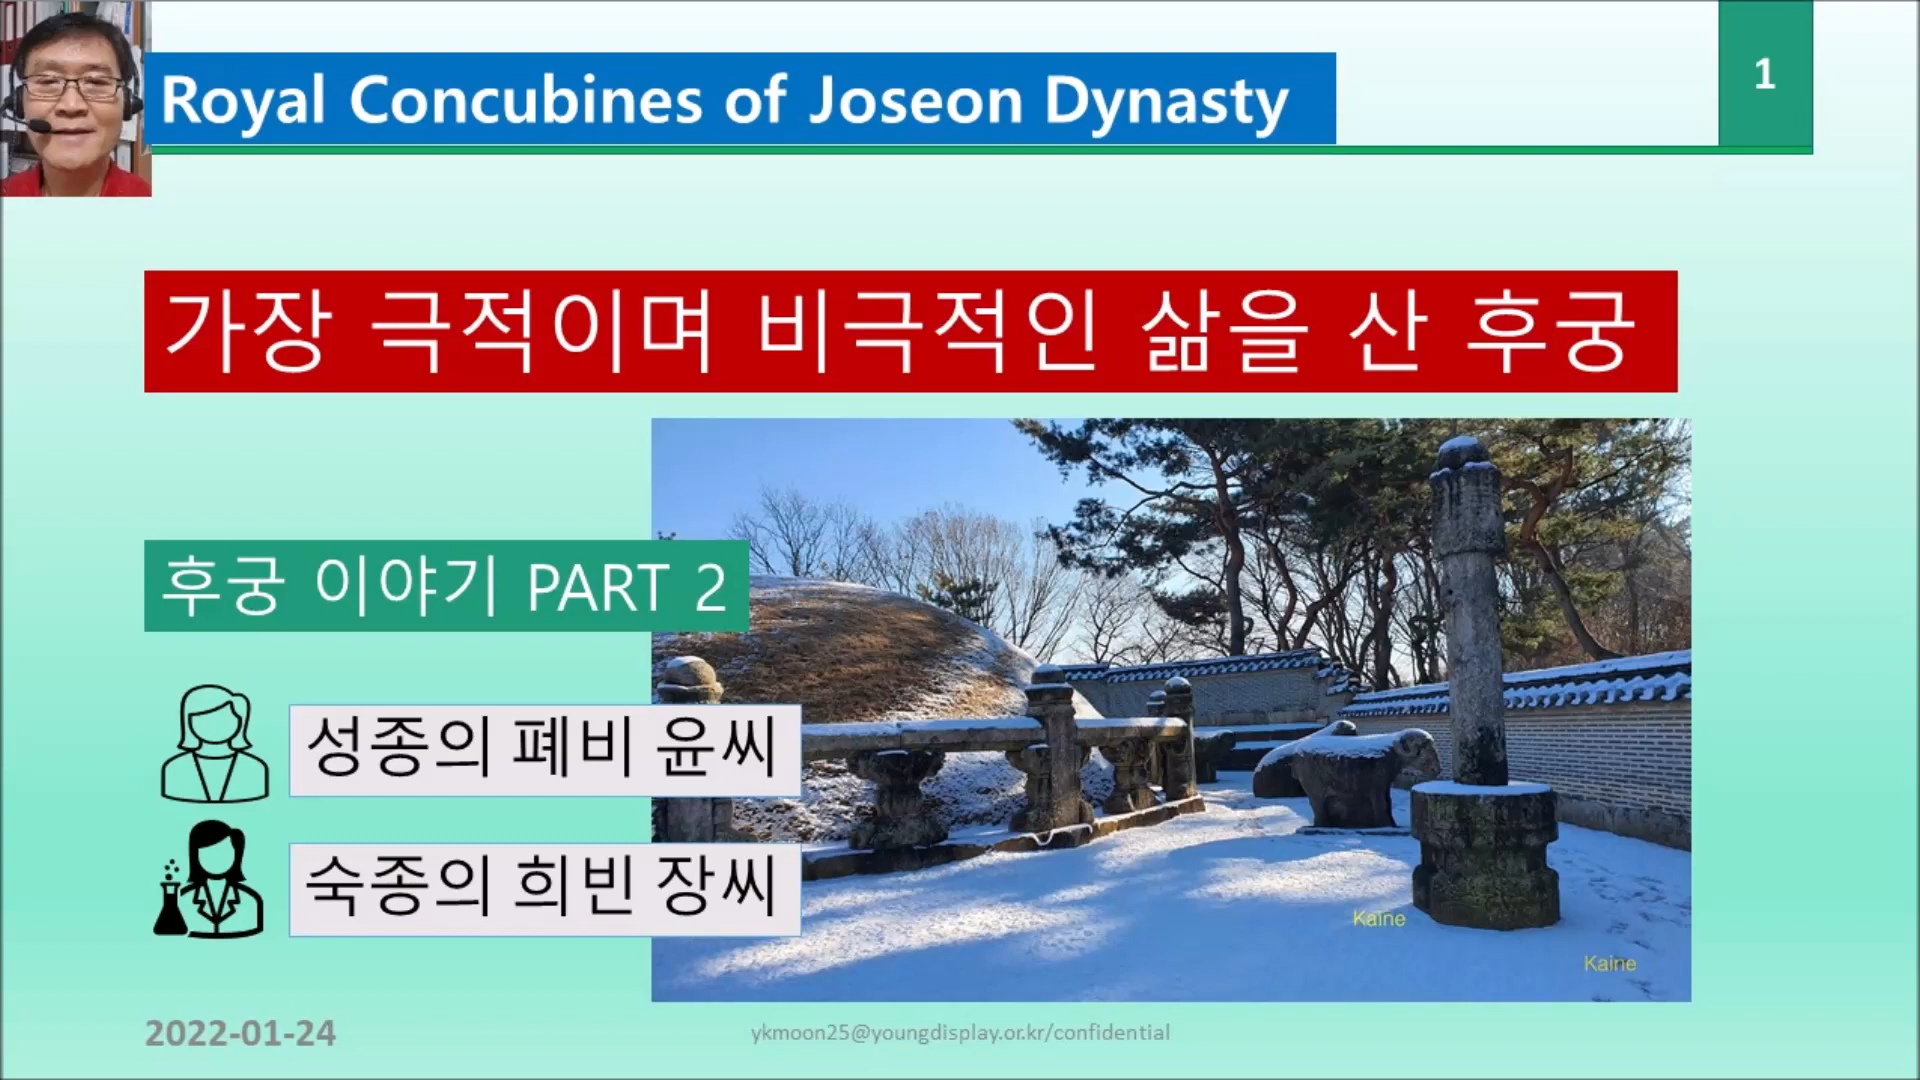 Royal Concubines of Joseon Dynasty
1
가장 극적이며 비극적인 삶을 산 후궁
후궁 이야기 PART 2
성종의 폐비 윤씨
숙종의 희빈 장씨
Kaine
Kaine
2022-01-24
ykmoon25@youngdisplay.or.kr/confidential